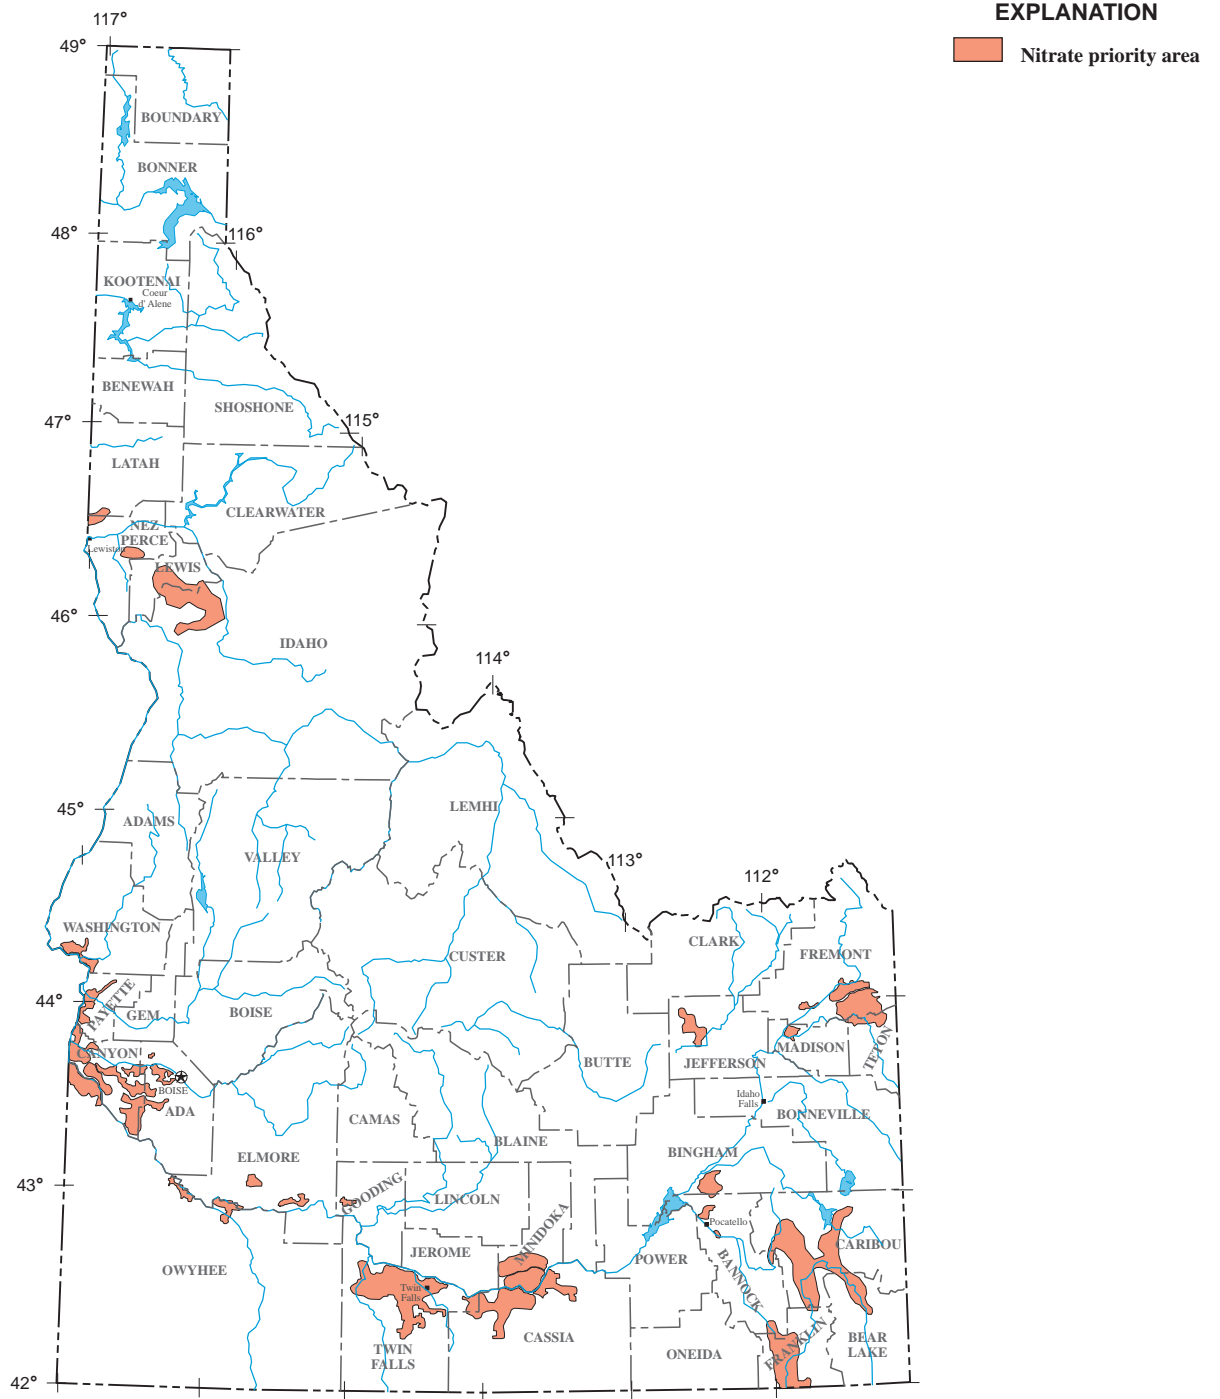 EXPLANATION
Nitrate priority area
117°
49°
BOUNDARY
BONNER
48°
116°
KOOTENAI
Coeur
d' Alene
BENEWAH
SHOSHONE
47°
115°
LATAH
CLEARWATER
NEZ
PERCE
Lewiston
LEWIS
46°
IDAHO
114°
45°
ADAMS
LEMHI
VALLEY
113°
112°
WASHINGTON
CLARK
FREMONT
CUSTER
44°
PAYETTE
GEM
BOISE
CANYON
BUTTE
JEFFERSON
MADISON
TETON
BOISE
ADA
Idaho
Falls
BONNEVILLE
CAMAS
BLAINE
ELMORE
BINGHAM
43°
GOODING
LINCOLN
MINIDOKA
Pocatello
CARIBOU
JEROME
POWER
OWYHEE
BANNOCK
Twin
Falls
CASSIA
TWIN
FALLS
ONEIDA
FRANKLIN
BEAR
LAKE
42°